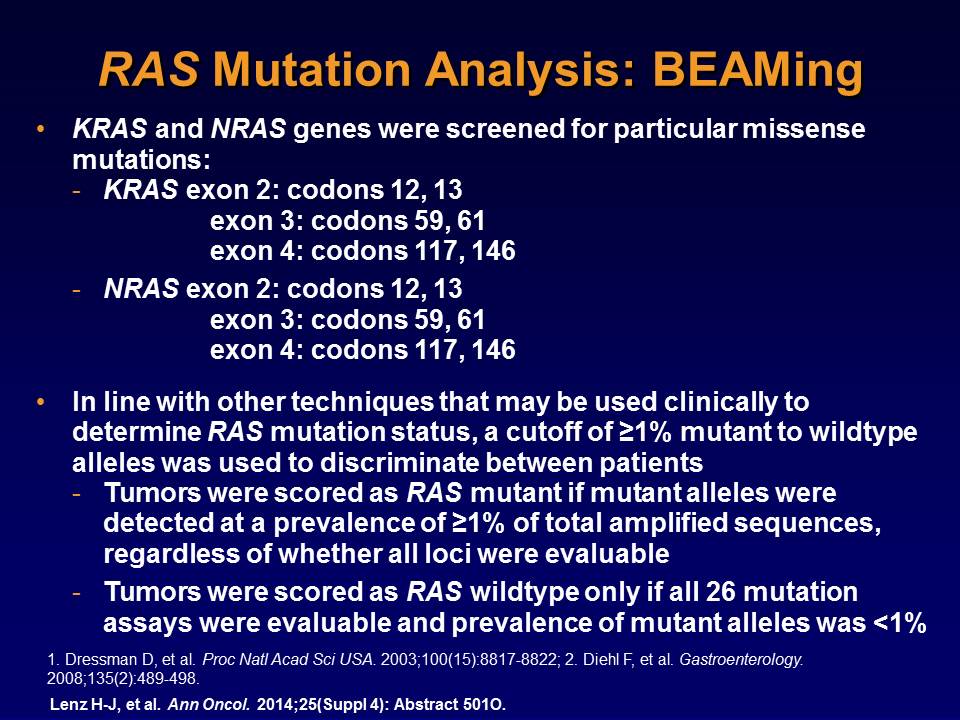 RAS Mutation Analysis: BEAMing
• KRAS and NRAS genes were screened for particular missense
mutations:
- KRAS exon 2: codons 12, 13
exon 3: codons 59, 61
exon 4: codons 117, 146
- NRAS exon 2: codons 12, 13
exon 3: codons 59, 61
exon 4: codons 117, 146
• In line with other techniques that may be used clinically to
determine RAS mutation status, a cutoff of ≥1% mutant to wildtype
alleles was used to discriminate between patients
- Tumors were scored as RAS mutant if mutant alleles were
detected at a prevalence of ≥1% of total amplified sequences,
regardless of whether all loci were evaluable
- Tumors were scored as RAS wildtype only if all 26 mutation
assays were evaluable and prevalence of mutant alleles was <1%
1. Dressman D, et al. Proc Natl Acad Sci USA. 2003;100(15):8817-8822; 2. Diehl F, et al. Gastroenterology.
2008;135(2):489-498.
Lenz H-J, et al. Ann Oncol. 2014;25(Suppl 4): Abstract 501O.